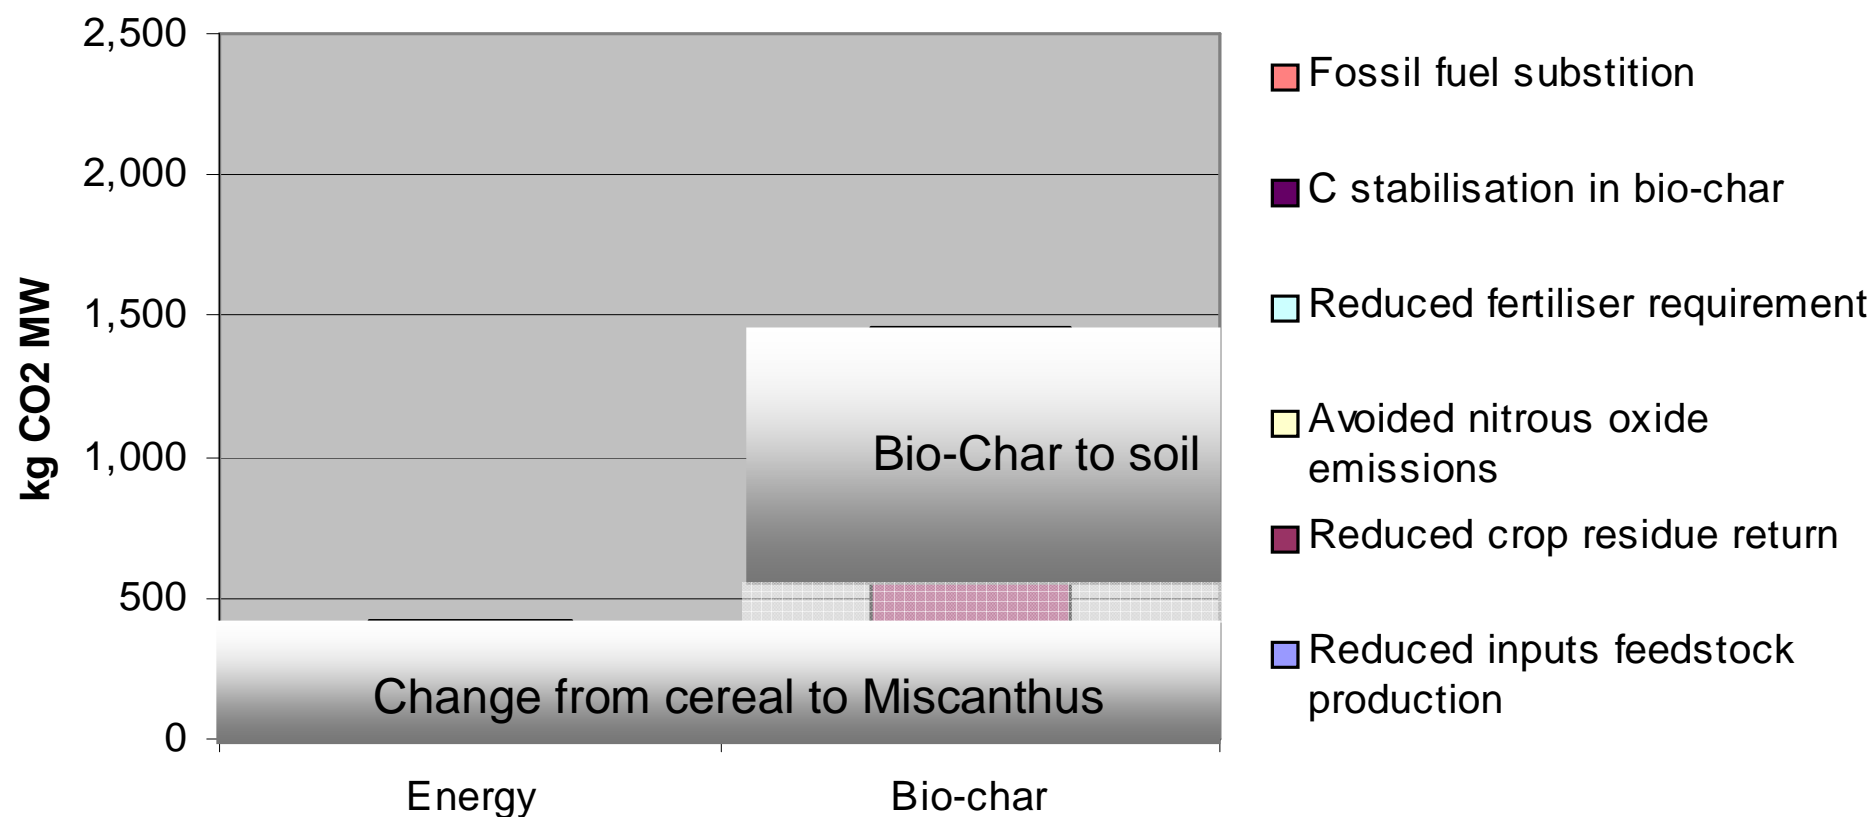 2,500
2,000
1,500
1,000
500
0
kg CO2 MW
Bio-Char to soil
Change from cereal to Miscanthus
Energy
Bio-char
Fossil fuel substition
C stabilisation in bio-char
Reduced fertiliser requirement
Avoided nitrous oxide
emissions
Reduced crop residue return
Reduced inputs feedstock
production